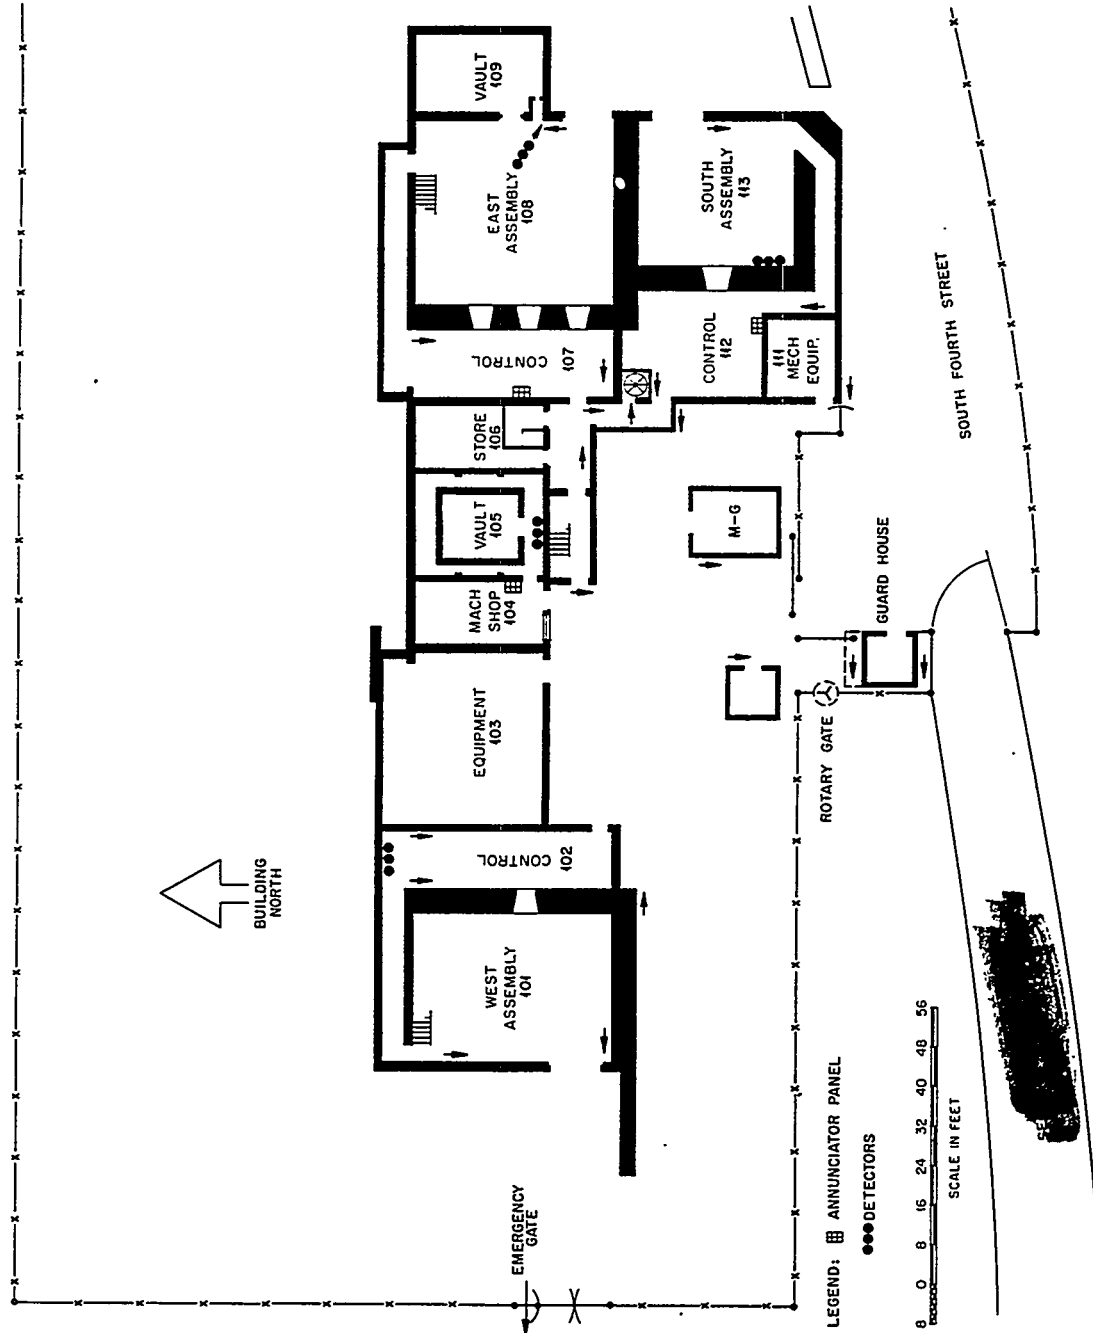 VAULT
109
EAST
ASSEMBLY
108
SOUTH
ASSEMBLY
113
CONTROL
107
CONTROL
112
111
MECH
EQUIP.
STORE
106
VAULT
105
MACH
SHOP
104
M-G
SOUTH FOURTH STREET
GUARD HOUSE
EQUIPMENT
103
ROTARY GATE
CONTROL
102
BUILDING
NORTH
WEST
ASSEMBLY
101
EMERGENCY
GATE
LEGEND: ANNUNCIATOR PANEL
DETECTORS
8 0 8 16 24 32 40 48 56
SCALE IN FEET